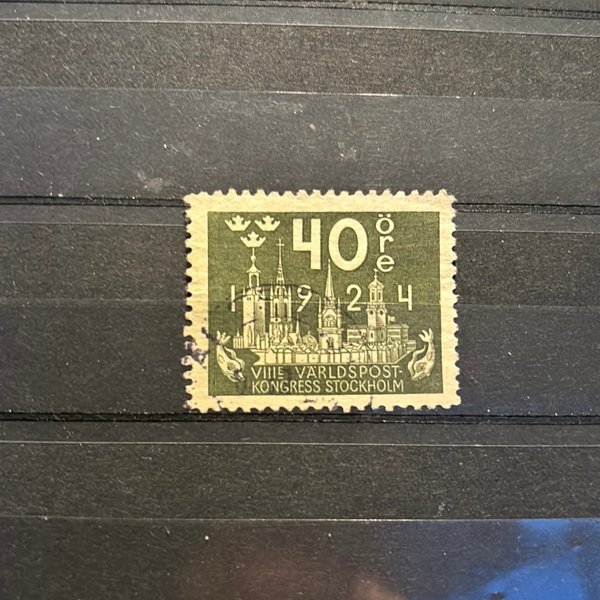 40 öre
1924
VIIIE VÄRLDSPOST-
KONGRESS STOCKHOLM